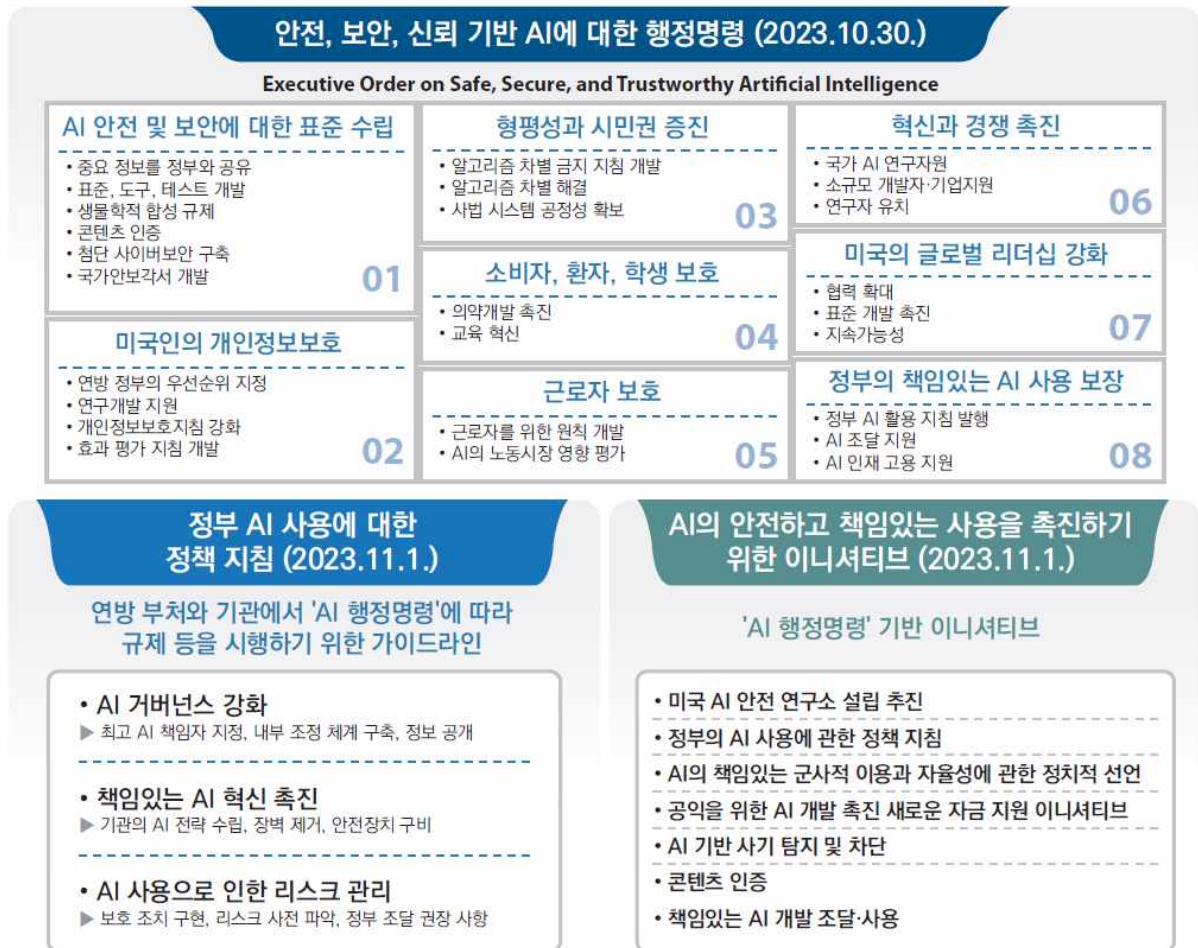 안전, 보안, 신뢰 기반 AI에 대한 행정명령 (2023.10.30.)
Executive Order on Safe, Secure, and Trustworthy Artificial Intelligence
AI 안전 및 보안에 대한 표준 수립
• 중요 정보를 정부와 공유
• 표준, 도구, 테스트 개발
• 생물학적 합성 규제
• 콘텐츠 인증
• 첨단 사이버보안 구축
• 국가안보각서 개발
01
미국인의 개인정보보호
• 연방 정부의 우선순위 지정
• 연구개발 지원
• 개인정보보호지침 강화
• 효과 평가 지침 개발
02
형평성과 시민권 증진
• 알고리즘 차별 금지 지침 개발
• 알고리즘 차별 해결
• 사법 시스템 공정성 확보
03
소비자, 환자, 학생 보호
• 의약개발 촉진
• 교육 혁신
04
근로자 보호
• 근로자를 위한 원칙 개발
• AI의 노동시장 영향 평가
05
혁신과 경쟁 촉진
• 국가 AI 연구자원
• 소규모 개발자·기업지원
• 연구자 유치
06
미국의 글로벌 리더십 강화
• 협력 확대
• 표준 개발 촉진
• 지속가능성
07
정부의 책임있는 AI 사용 보장
• 정부 AI 활용 지침 발행
• AI 조달 지원
• AI 인재 고용 지원
08
정부 AI 사용에 대한
정책 지침 (2023.11.1.)
연방 부처와 기관에서 'AI 행정명령'에 따라
규제 등을 시행하기 위한 가이드라인
• AI 거버넌스 강화
▶ 최고 AI 책임자 지정, 내부 조정 체계 구축, 정보 공개
• 책임있는 AI 혁신 촉진
▶ 기관의 AI 전략 수립, 장벽 제거, 안전장치 구비
• AI 사용으로 인한 리스크 관리
▶ 보호 조치 구현, 리스크 사전 파악, 정부 조달 권장 사항
AI의 안전하고 책임있는 사용을 촉진하기
위한 이니셔티브 (2023.11.1.)
'AI 행정명령' 기반 이니셔티브
• 미국 AI 안전 연구소 설립 추진
• 정부의 AI 사용에 관한 정책 지침
• AI의 책임있는 군사적 이용과 자율성에 관한 정치적 선언
• 공익을 위한 AI 개발 촉진 새로운 자금 지원 이니셔티브
• AI 기반 사기 탐지 및 차단
• 콘텐츠 인증
• 책임있는 AI 개발 조달·사용